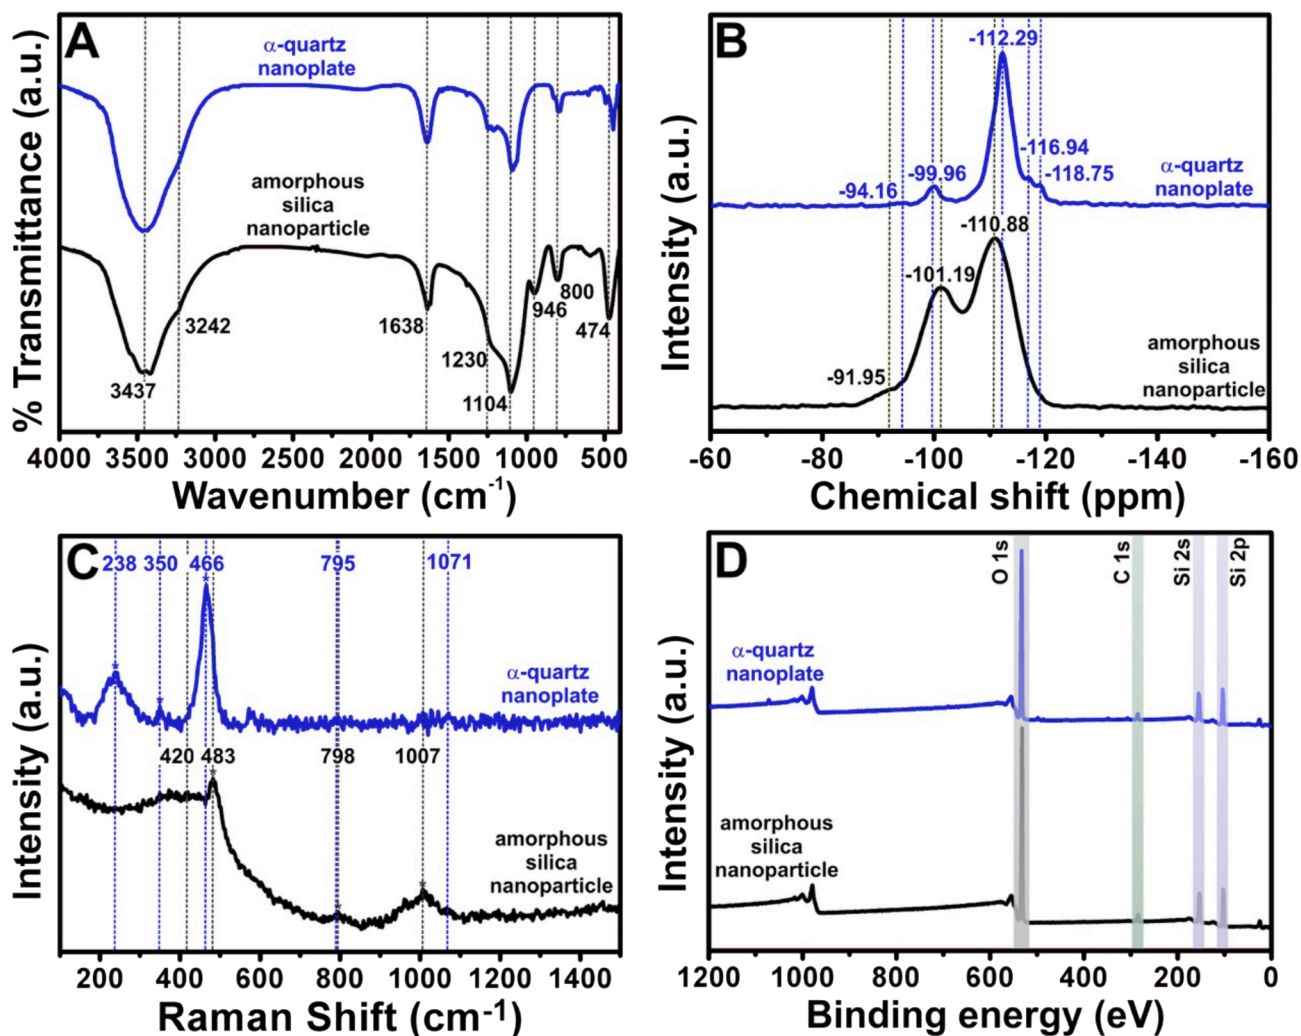 A
α-quartz
nanoplate
amorphous
silica
nanoparticle
3437
3242
1638
1230
1104
946
800
474
% Transmittance (a.u.)
4000 3500 3000 2500 2000 1500 1000 500
Wavenumber (cm-1)
B
-112.29
-116.94
-118.75
-99.96
-94.16
α-quartz
nanoplate
-110.88
-101.19
-91.95
amorphous
silica
nanoparticle
Intensity (a.u.)
-60 -80 -100 -120 -140 -160
Chemical shift (ppm)
C
238 350 466 795 1071
α-quartz
nanoplate
420 483 798 1007
amorphous
silica
nanoparticle
Intensity (a.u.)
200 400 600 800 1000 1200 1400
Raman Shift (cm-1)
D
O 1s
C 1s
Si 2s
Si 2p
α-quartz
nanoplate
amorphous
silica
nanoparticle
Intensity (a.u.)
1200 1000 800 600 400 200 0
Binding energy (eV)